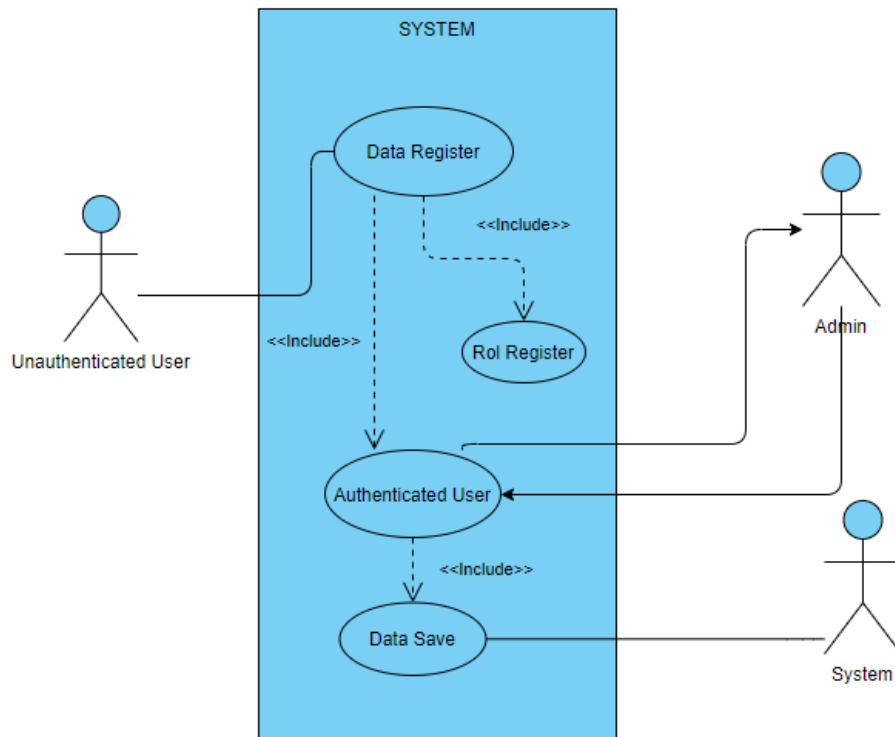 SYSTEM
Data Register
<<Include>>
<<Include>>
Rol Register
Unauthenticated User
Admin
Authenticated User
<<Include>>
Data Save
System